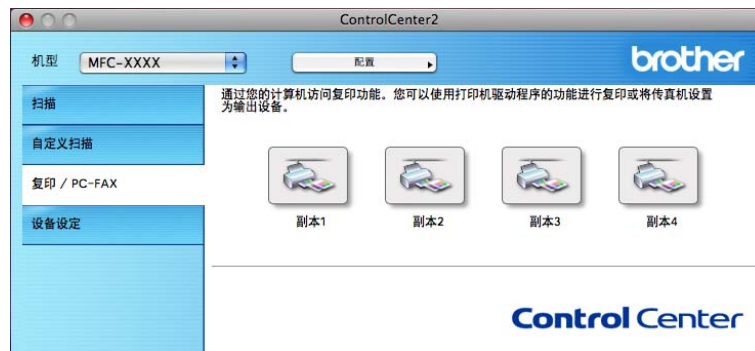 ControlCenter2
机型 MFC-XXXX 配置
brother
扫描
自定义扫描
复印 / PC-FAX
设备设定
通过您的计算机访问复印功能。您可以使用打印机驱动程序的功能进行复印或将传真机设置
为输出设备。
副本1 副本2 副本3 副本4
Control Center